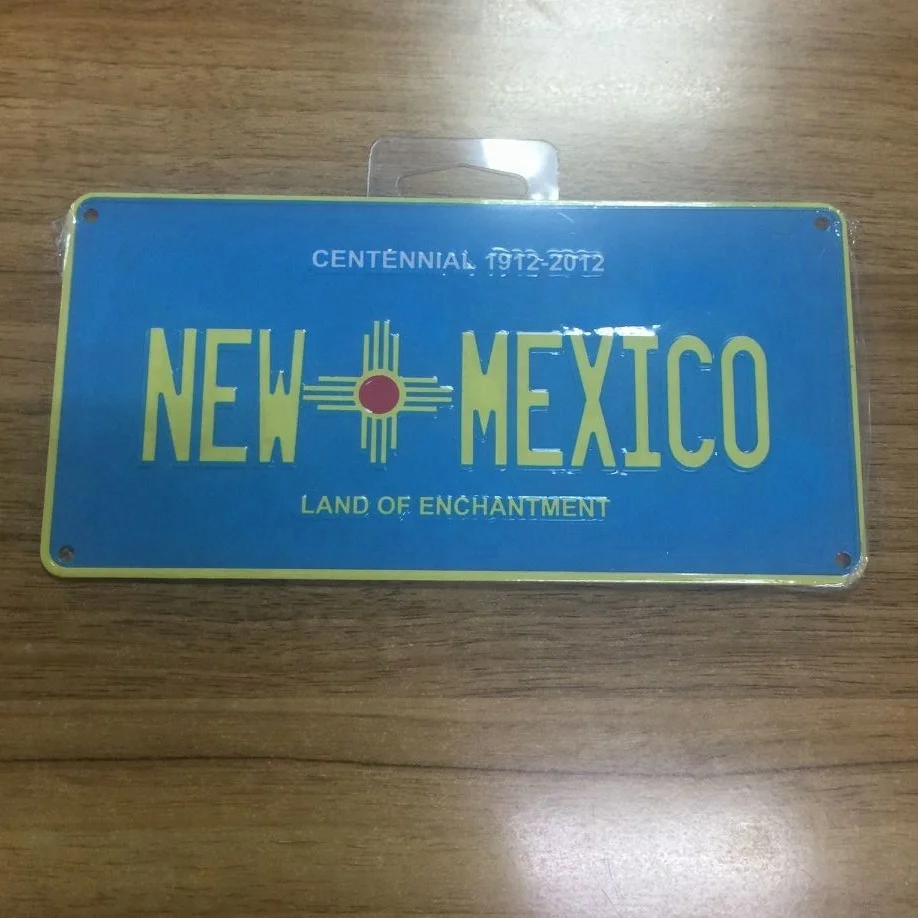 CENTENNIAL 1912-2012
NEW MEXICO
LAND OF ENCHANTMENT